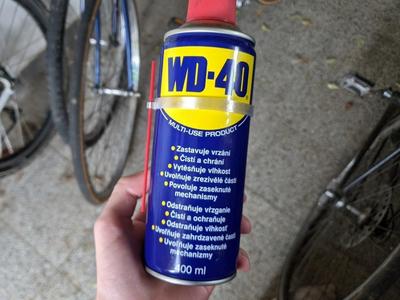 WD-40
MULTI-USE PRODUCT
Zastavuje vrzání
Čistí a chrání
Vytěsňuje vlhkost
Uvolňuje zrezivělé části
Povoluje zaseknuté
mechanismy
Odstraňuje vŕzganie
Čistí a ochraňuje
Odstraňuje vlhkosť
Uvoľňuje zahrdzavené časti
Uvoľňuje zaseknuté
mechanizmy
400 ml